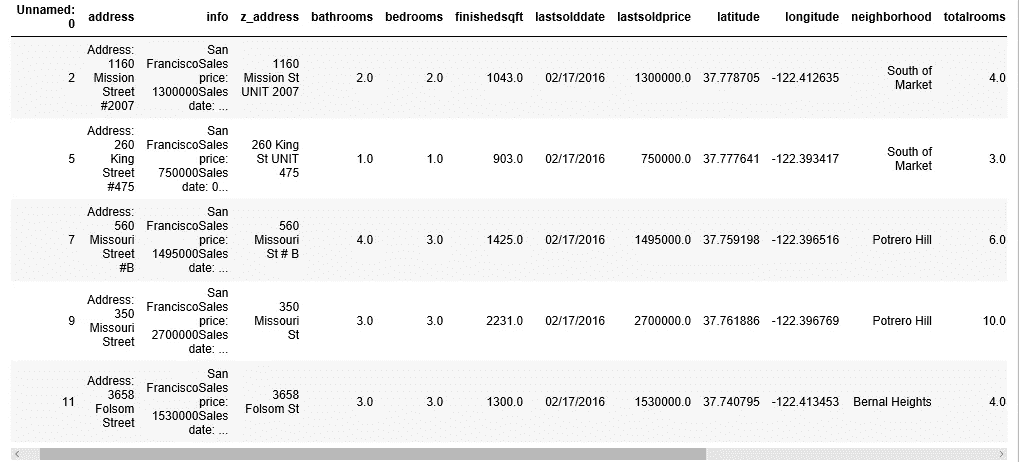 Unnamed:
0
address
info
z_address
bathrooms
bedrooms
finishedsqft
lastsolddate
lastsoldprice
latitude
longitude
neighborhood
totalrooms
2
Address:
1160
Mission
Street
#2007
San
FranciscoSales
price:
1300000Sales
date: ...
1160
Mission St
UNIT 2007
2.0
2.0
1043.0
02/17/2016
1300000.0
37.778705
-122.412635
South of
Market
4.0
5
Address:
260
King
Street
#475
San
FranciscoSales
price:
750000Sales
date: 0...
260 King
St UNIT
475
1.0
1.0
903.0
02/17/2016
750000.0
37.777641
-122.393417
South of
Market
3.0
7
Address:
560
Missouri
Street
#B
San
FranciscoSales
price:
1495000Sales
date: ...
560
Missouri
St # B
4.0
3.0
1425.0
02/17/2016
1495000.0
37.759198
-122.396516
Potrero Hill
6.0
9
Address:
350
Missouri
Street
San
FranciscoSales
price:
2700000Sales
date: ...
350
Missouri
St
3.0
3.0
2231.0
02/17/2016
2700000.0
37.761886
-122.396769
Potrero Hill
10.0
11
Address:
3658
Folsom
Street
San
FranciscoSales
price:
1530000Sales
date: ...
3658
Folsom St
3.0
3.0
1300.0
02/17/2016
1530000.0
37.740795
-122.413453
Bernal Heights
4.0